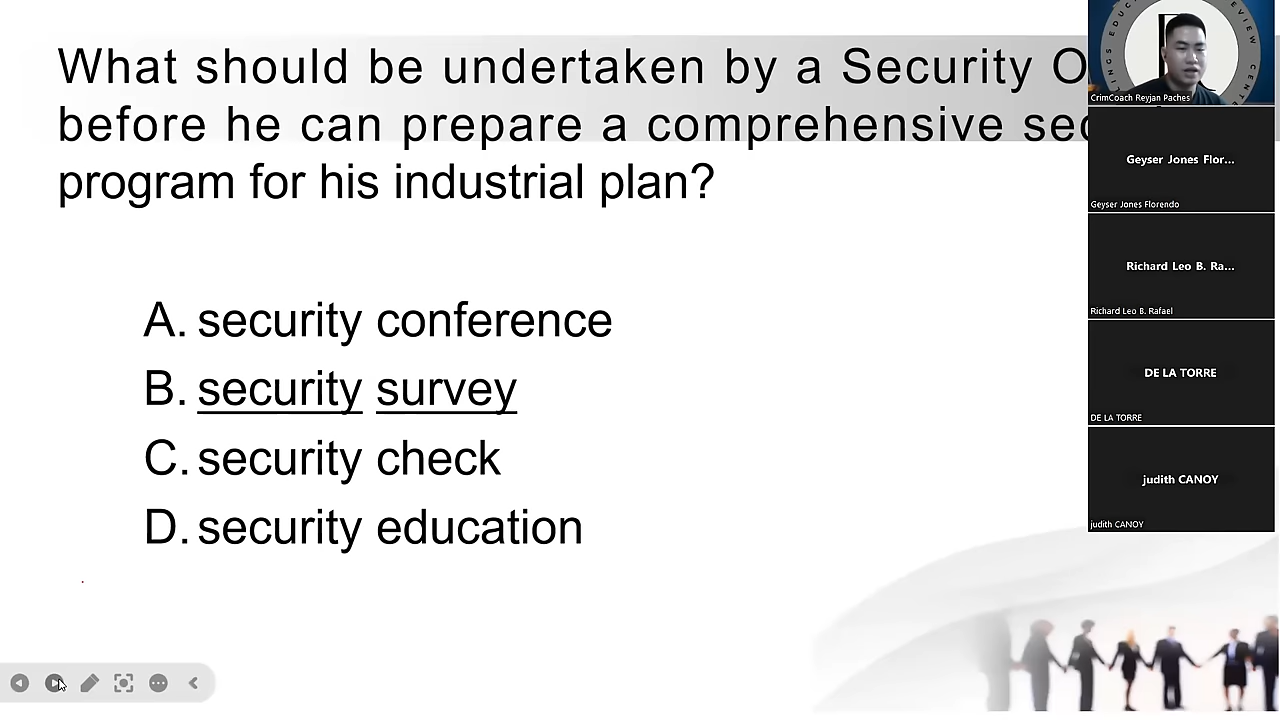 What should be undertaken by a Security
before he can prepare a comprehensive
program for his industrial plan?
A. security conference
B. security survey
C. security check
D. security education
CrimCoach Reyjan Paches
Geyser Jones Flor...
Geyser Jones Florendo
Richard Leo B. Ra...
Richard Leo B. Rafael
DE LA TORRE
DE LA TORRE
judith CANOY
judith CANOY